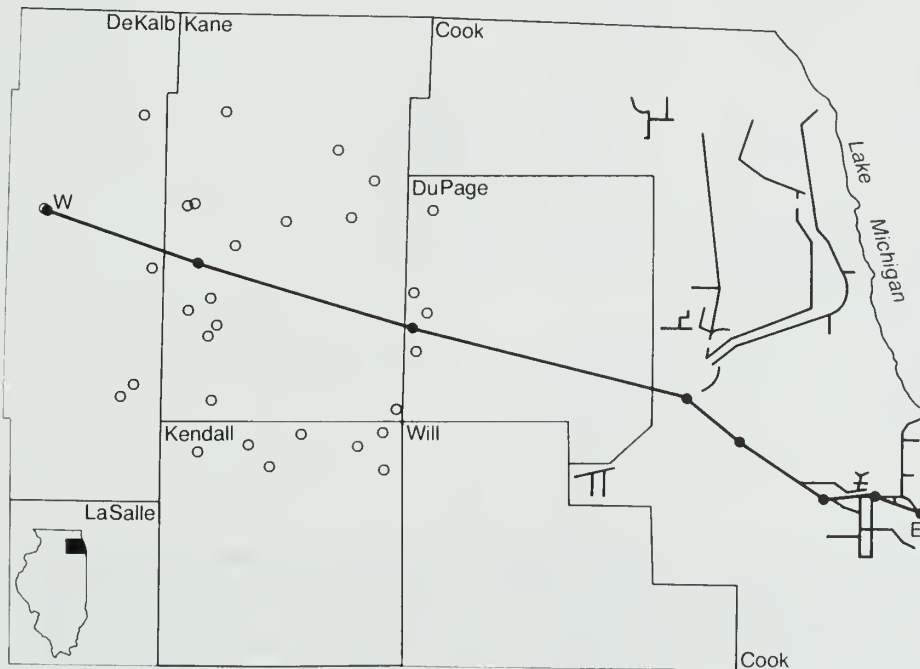 DeKalb
Kane
Cook
Lake
Michigan
DuPage
W
Kendall
Will
LaSalle
E
Cook